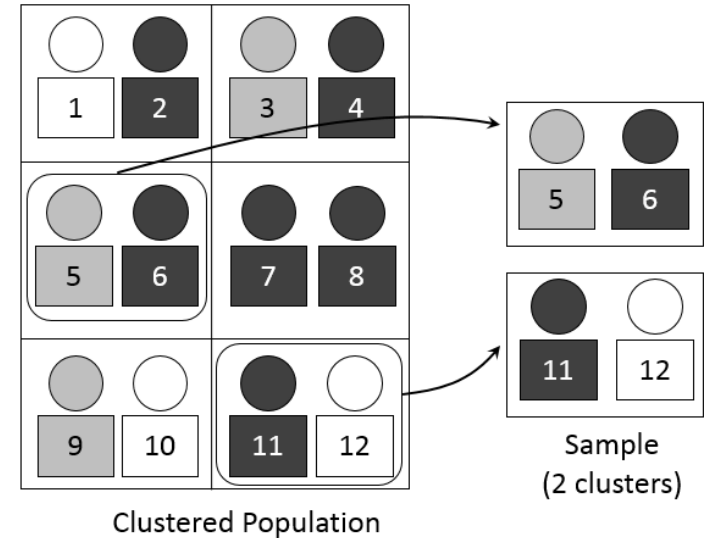 1 2 3 4
5 6 7 8
9 10 11 12
Clustered Population
5 6
11 12
Sample
(2 clusters)